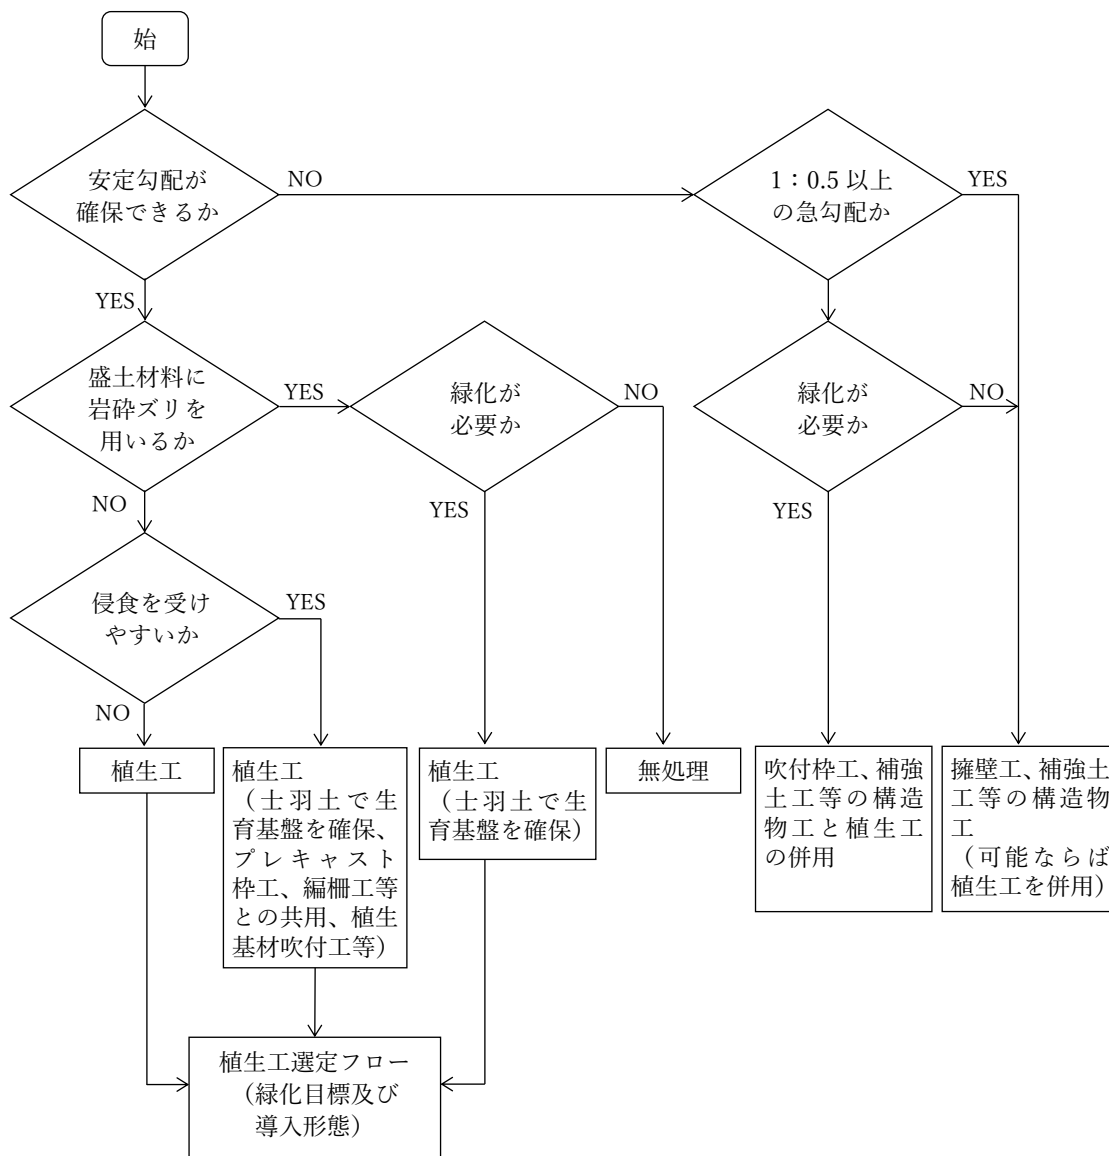 始
安定勾配が
確保できるか
NO
1：0.5 以上
の急勾配か
YES
YES
盛土材料に
岩砕ズリを
用いるか
YES
緑化が
必要か
NO
緑化が
必要か
NO
NO
YES
YES
侵食を受け
やすいか
YES
NO
植生工
植生工
（士羽土で生
育基盤を確保、
プレキャスト
枠工、編柵工等
との共用、植生
基材吹付工等）
植生工
（士羽土で生
育基盤を確保）
無処理
吹付枠工、補強
土工等の構造
物工と植生工
の併用
擁壁工、補強土
工等の構造物
工
（可能ならば
植生工を併用）
植生工選定フロー
（緑化目標及び
導入形態）